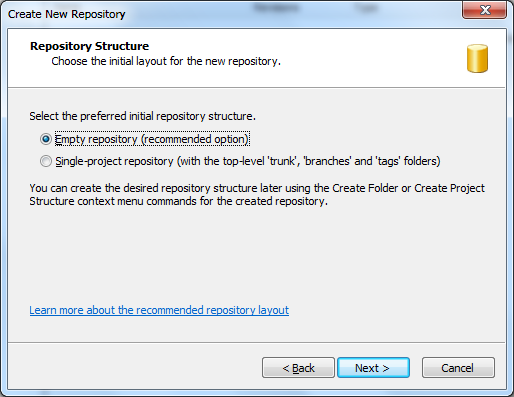 Create New Repository
Repository Structure
Choose the initial layout for the new repository.
Select the preferred initial repository structure.
Empty repository (recommended option)
Single-project repository (with the top-level 'trunk', 'branches' and 'tags' folders)
You can create the desired repository structure later using the Create Folder or Create Project
Structure context menu commands for the created repository.
Learn more about the recommended repository layout
< Back
Next >
Cancel